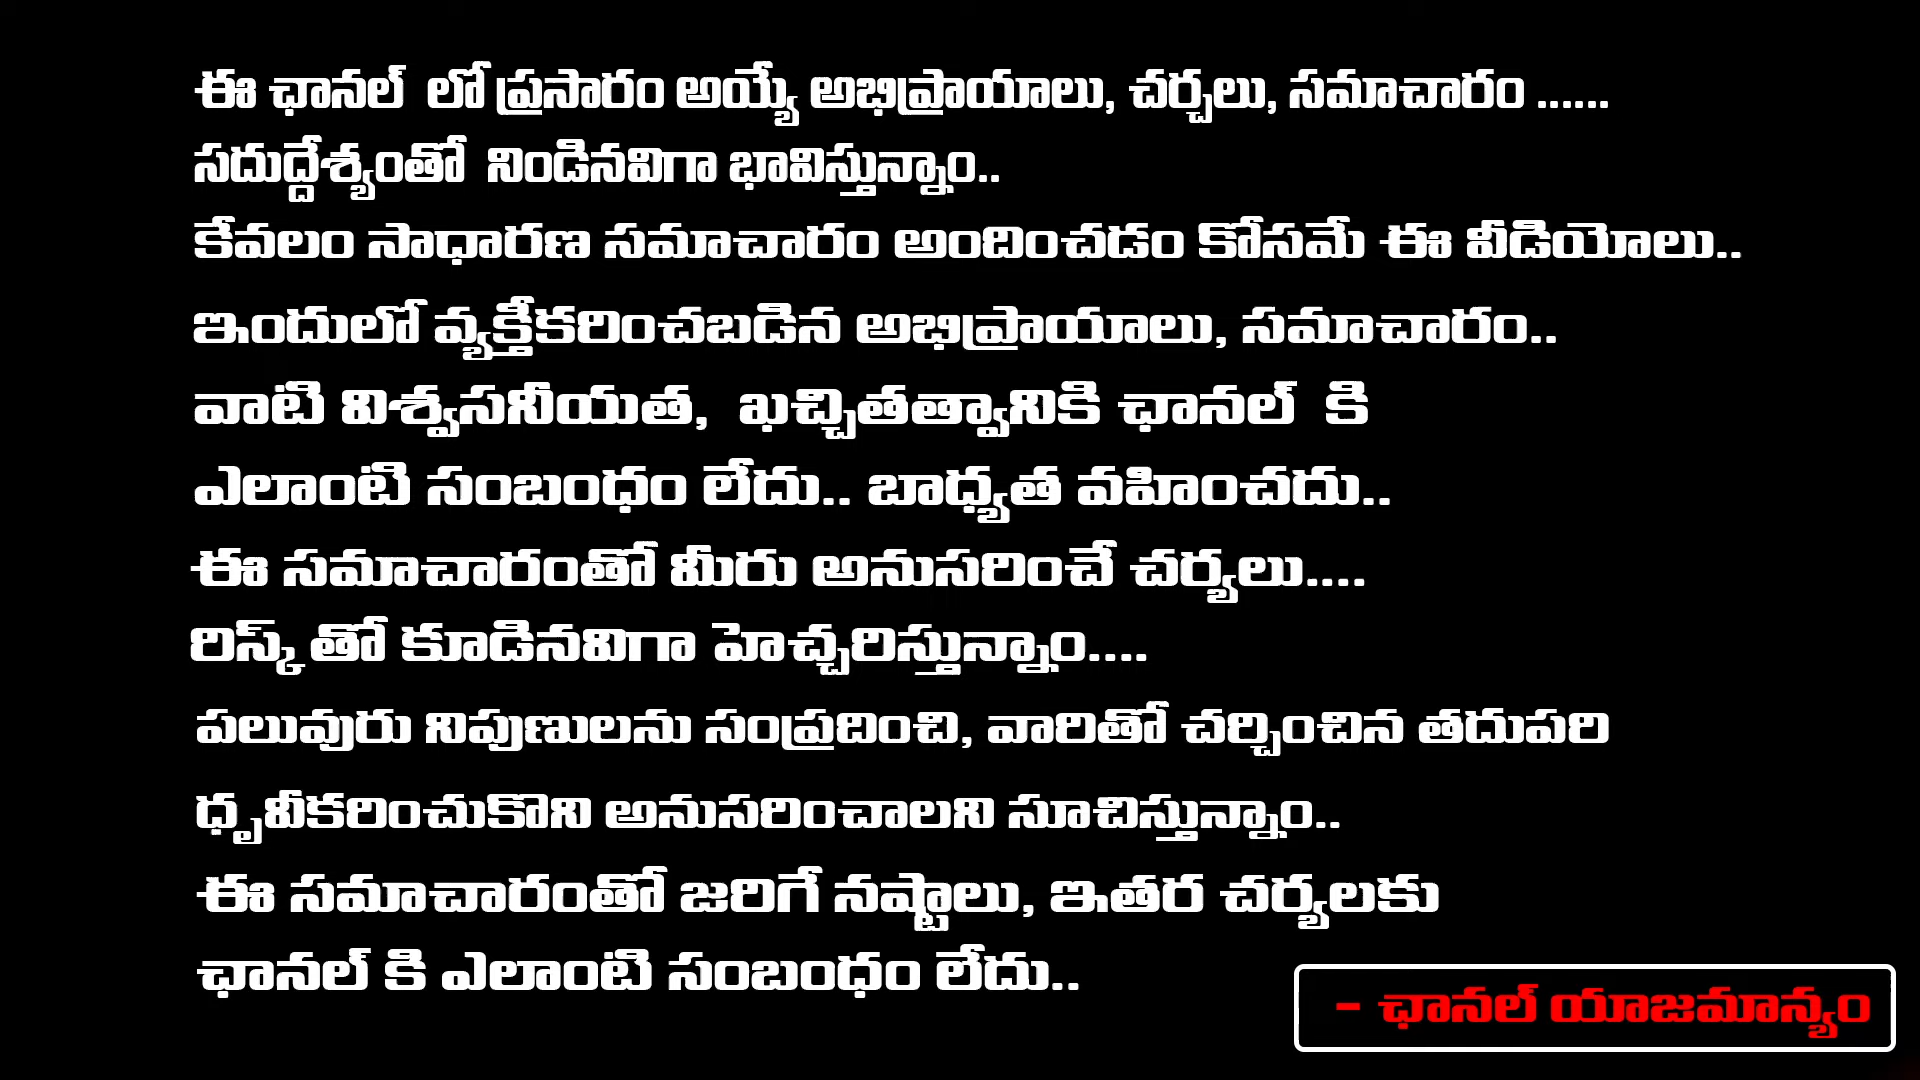 ఈ ఛానల్ లో ప్రసారం అయ్యే అభిప్రాయాలు, చర్చలు, సమాచారం ......
సదుద్దేశ్యంతో నిండినవిగా భావిస్తున్నాం..
కేవలం సాధారణ సమాచారం అందించడం కోసమే ఈ వీడియోలు..
ఇందులో వ్యక్తీకరించబడిన అభిప్రాయాలు, సమాచారం..
వాటి విశ్వసనీయత, ఖచ్చితత్వానికి ఛానల్ కి
ఎలాంటి సంబంధం లేదు.. బాధ్యత వహించదు..
ఈ సమాచారంతో మీరు అనుసరించే చర్యలు....
రిస్క్ తో కూడినవిగా హెచ్చరిస్తున్నాం....
పలువురు నిపుణులను సంప్రదించి, వారితో చర్చించిన తదుపరి
ధృవీకరించుకొని అనుసరించాలని సూచిస్తున్నాం..
ఈ సమాచారంతో జరిగే నష్టాలు, ఇతర చర్యలకు
ఛానల్ కి ఎలాంటి సంబంధం లేదు..
- ఛానల్ యాజమాన్యం